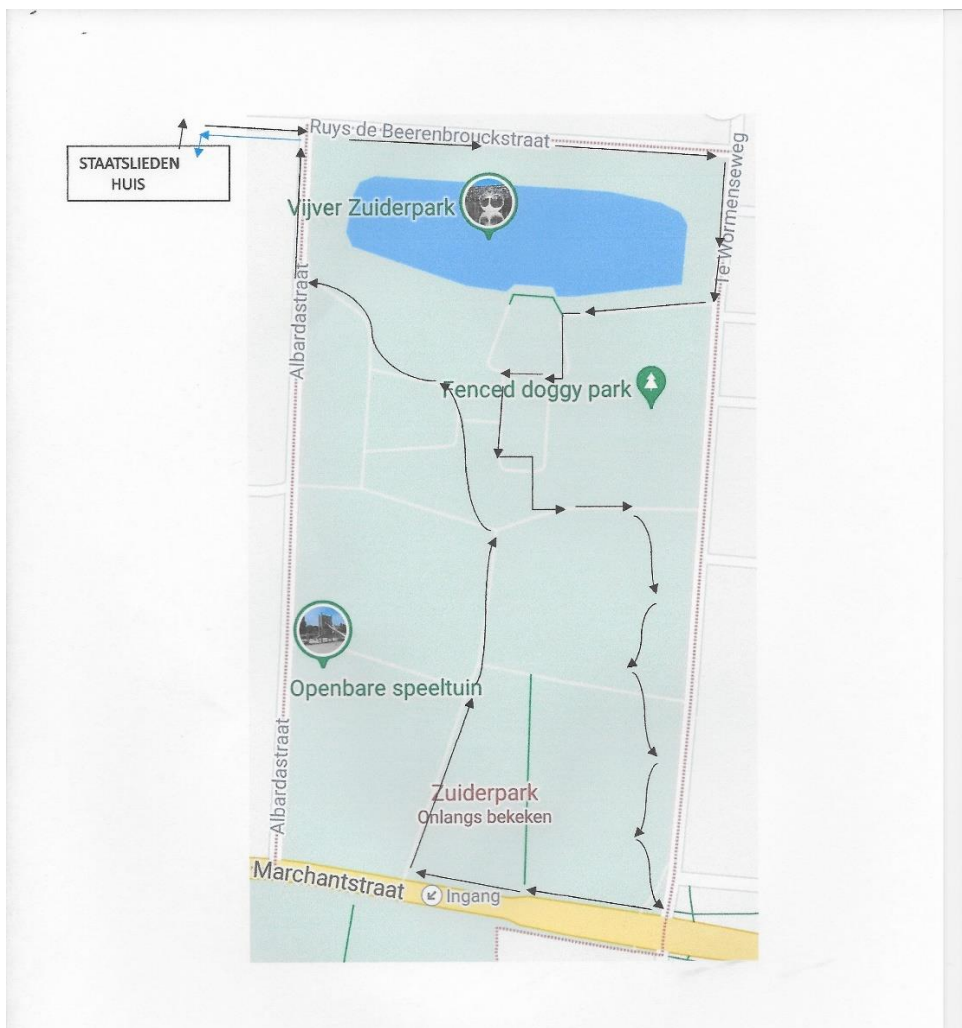 Ruys de Beerenbrouckstraat
STAATSLIEDEN
HUIS
Te Wormenseweg
Vijver Zuiderpark
Albardastraat
Fenced doggy park
Openbare speeltuin
Albardastraat
Zuiderpark
Onlangs bekeken
Marchantstraat
Ingang